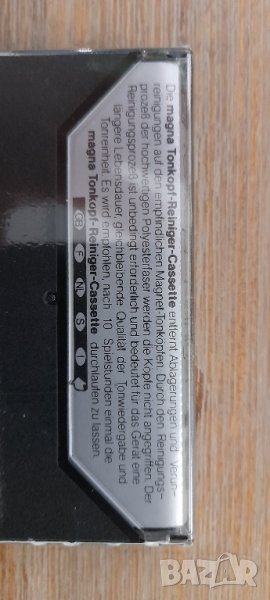 Die magna Tonkopf-Reiniger-Cassette entfernt Ablagerungen und Verun-
reinigungen auf den empfindlichen Magnet-Tonköpfen. Durch den Reinigungs-
prozeß der hochwertigen Polyesterfaser werden die Köpfe nicht angegriffen. Der
Reinigungsprozeß ist unbedingt erforderlich und bedeutet für das Gerät eine
längere Lebensdauer, gleichbleibende Qualität der Tonwiedergabe und
Tonreinheit. Es wird empfohlen, nach 10 Spielstunden einmal die
magna Tonkopf-Reiniger-Cassette durchlaufen zu lassen.
GB F NL S I
BAZAR